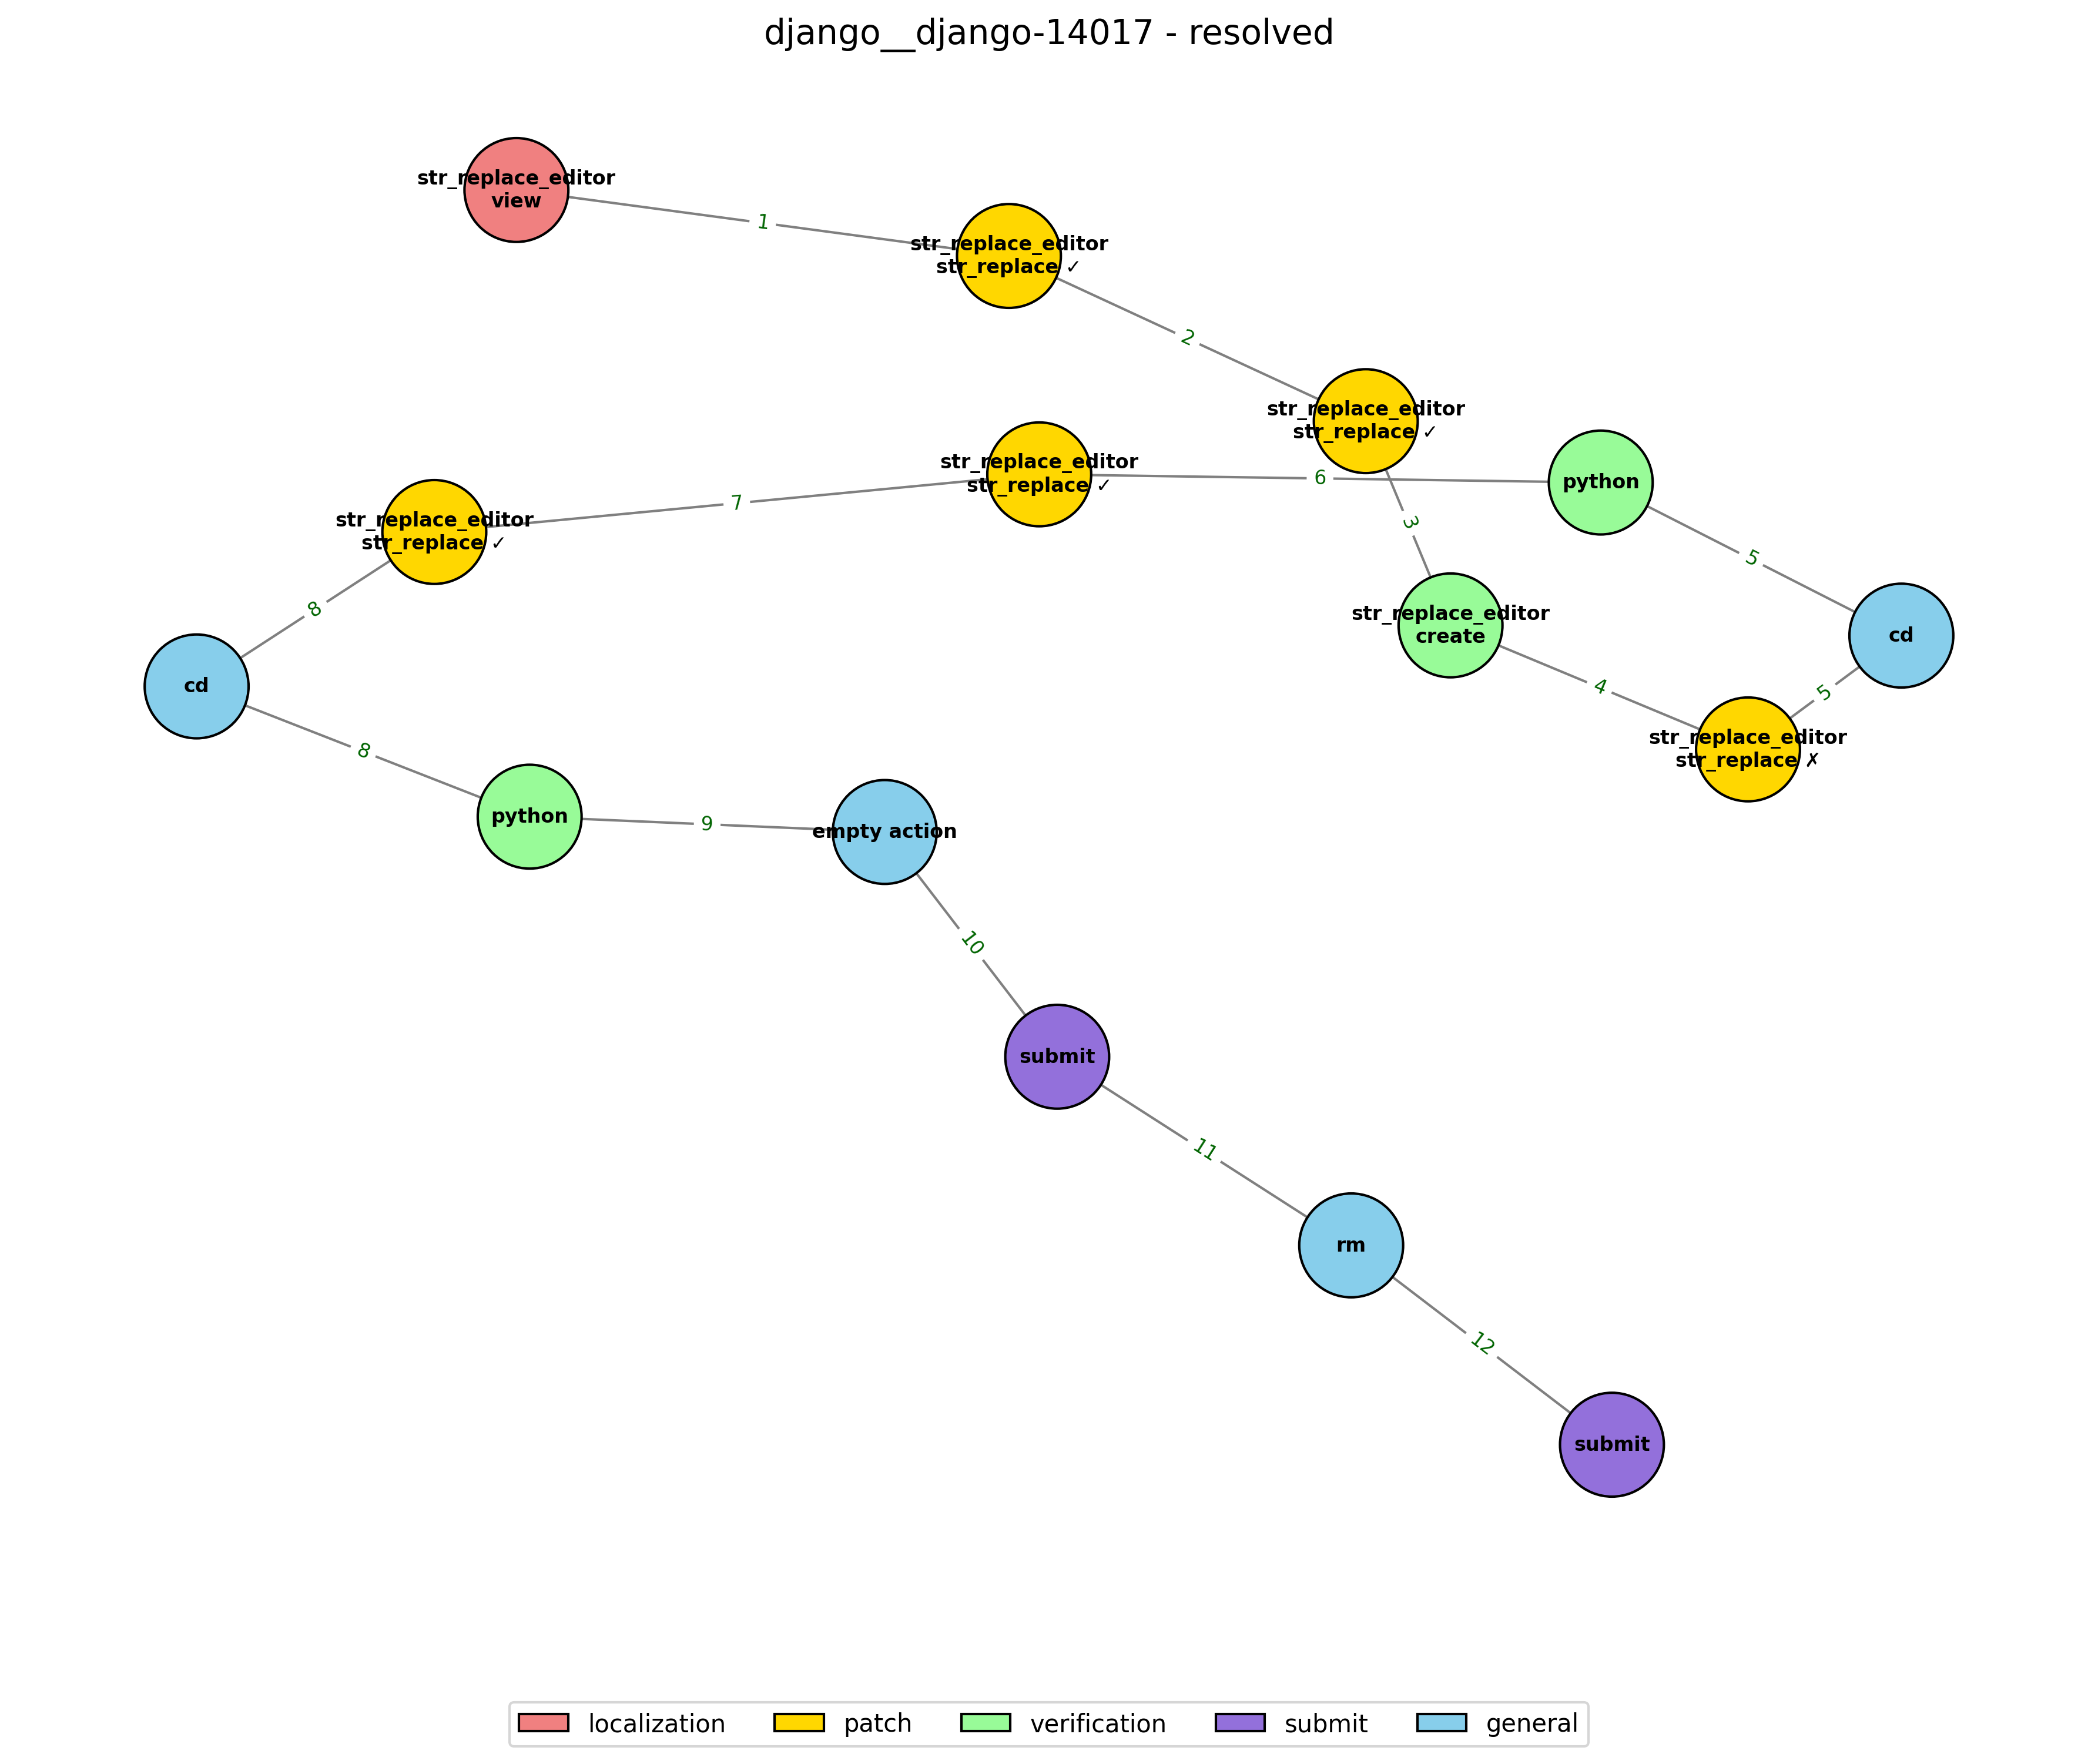 django__django-14017 - resolved
str_replace_editor
view
1
str_replace_editor
str_replace ✓
2
str_replace_editor
str_replace ✓
3
str_replace_editor
create
4
str_replace_editor
str_replace ✗
5
cd
5
python
6
str_replace_editor
str_replace ✓
7
str_replace_editor
str_replace ✓
8
cd
8
python
9
empty action
10
submit
11
rm
12
submit
localization
patch
verification
submit
general